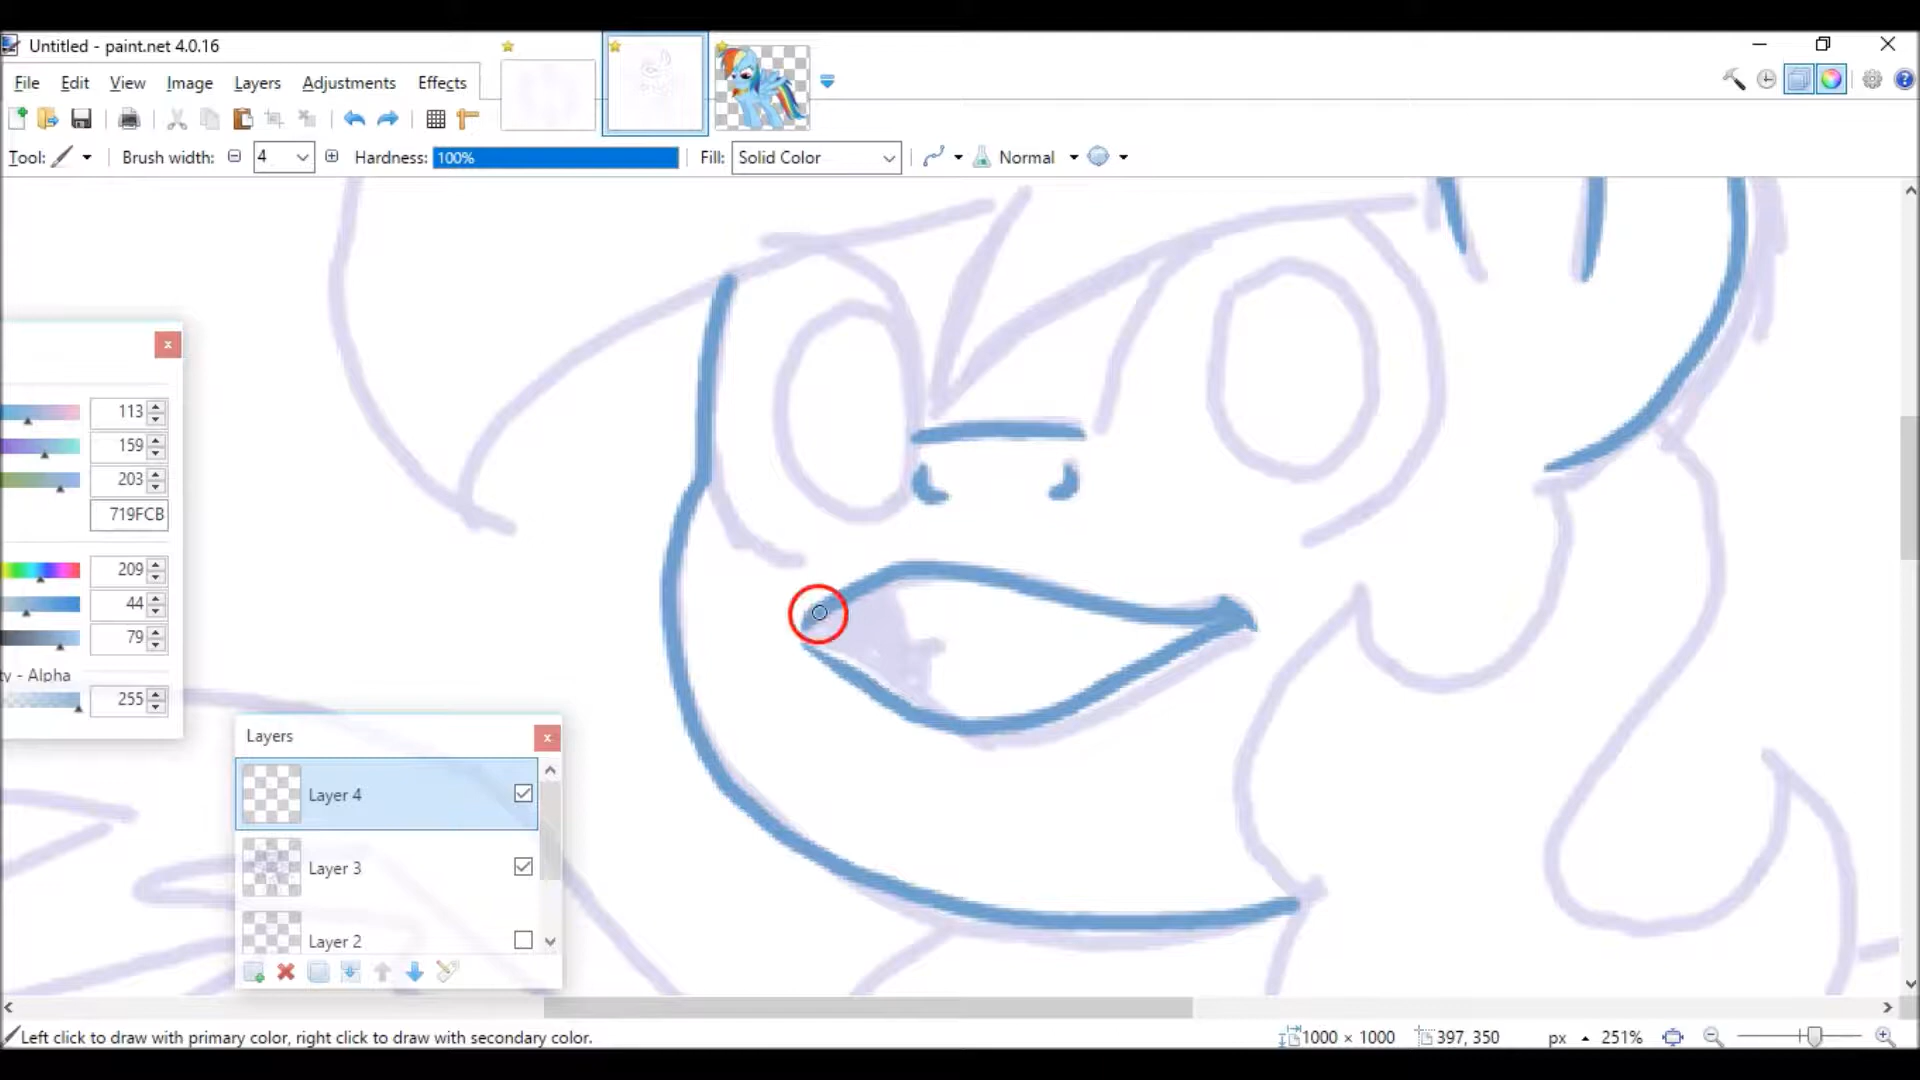 Untitled - paint.net 4.0.16
File Edit View Image Layers Adjustments Effects
Tool: Brush width: 4 Hardness: 100% Fill: Solid Color Normal
113
159
203
719FCB
209
44
79
ty - Alpha
255
Layers
Layer 4
Layer 3
Layer 2
Left click to draw with primary color, right click to draw with secondary color. 1000 × 1000 397, 350 px 251%